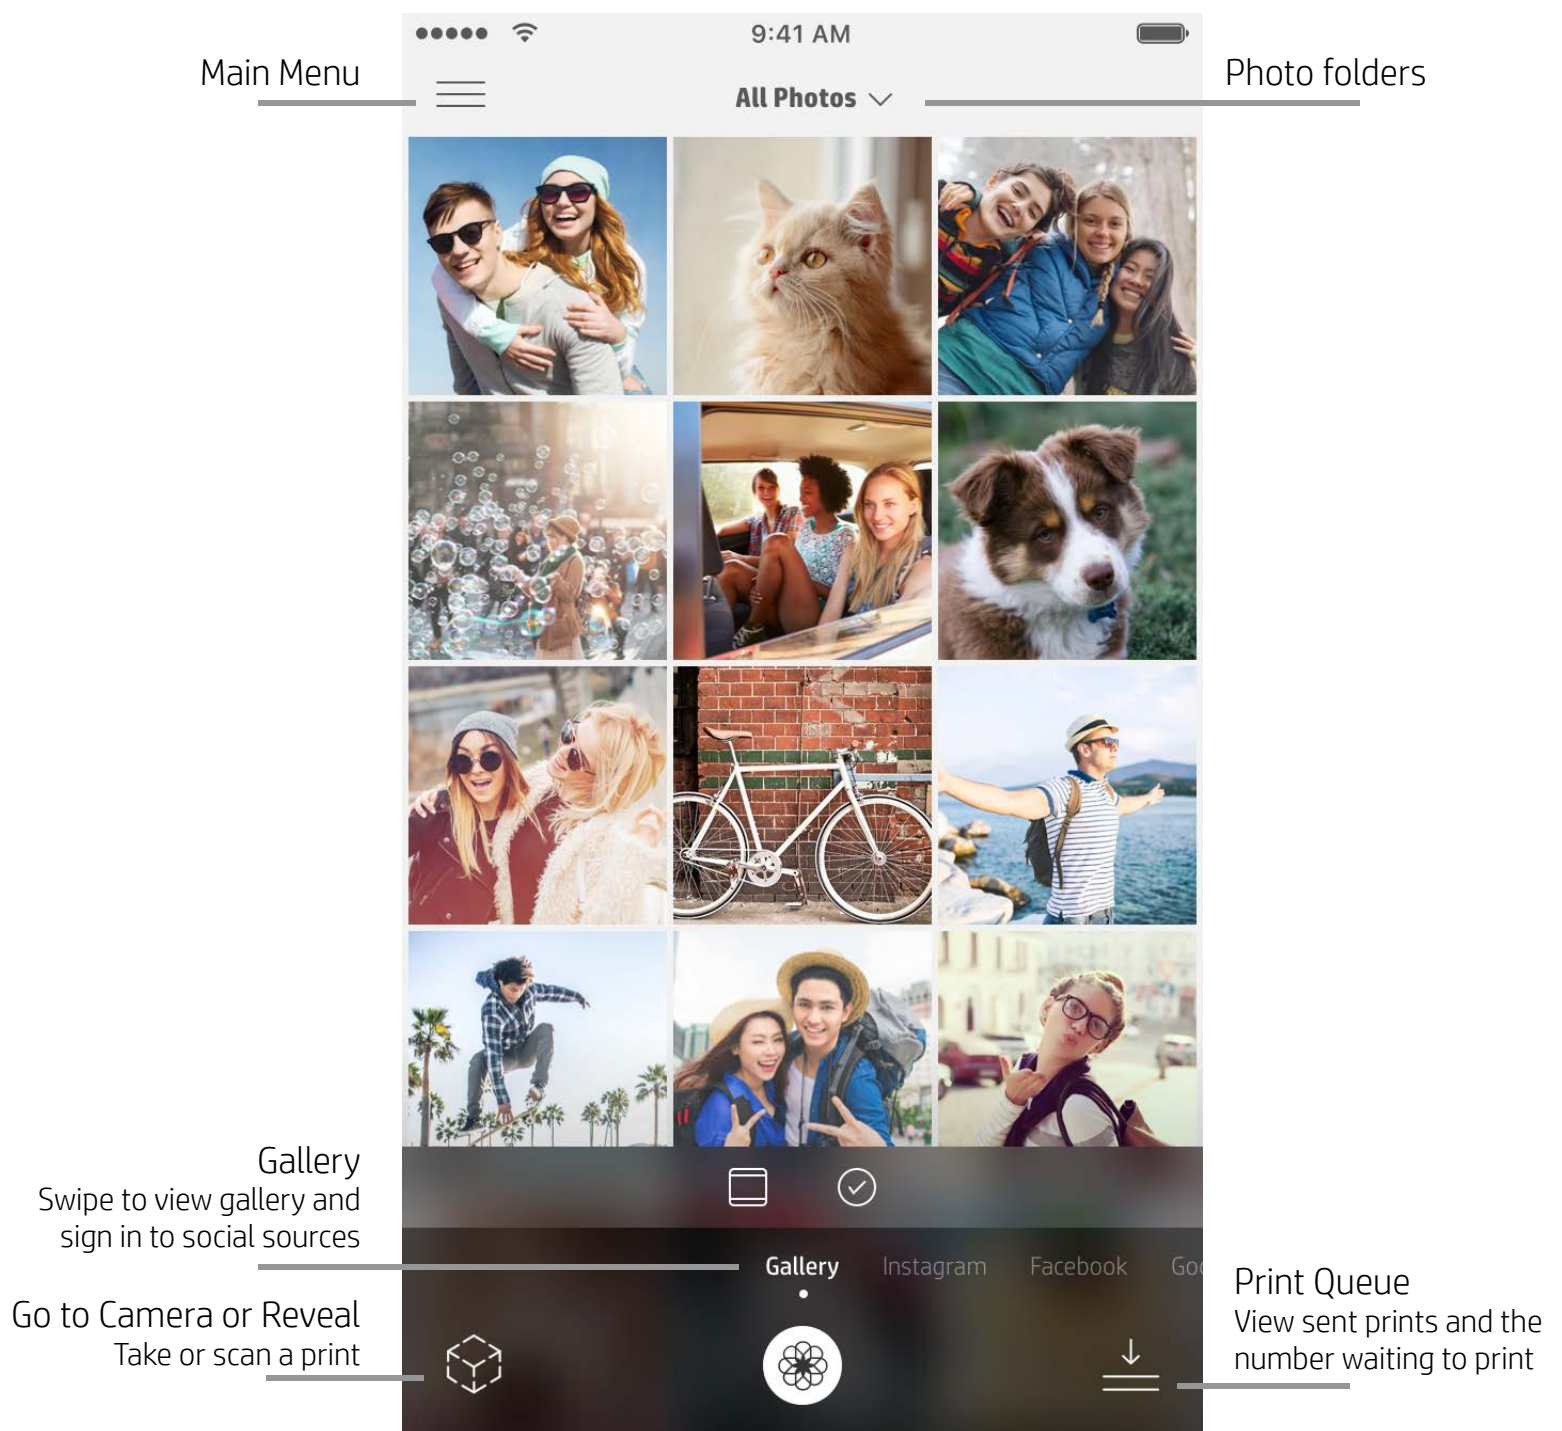 9:41 AM
Main Menu
Photo folders
All Photos
Gallery
Swipe to view gallery and
sign in to social sources
Gallery Instagram Facebook Goo
Go to Camera or Reveal
Take or scan a print
Print Queue
View sent prints and the
number waiting to print